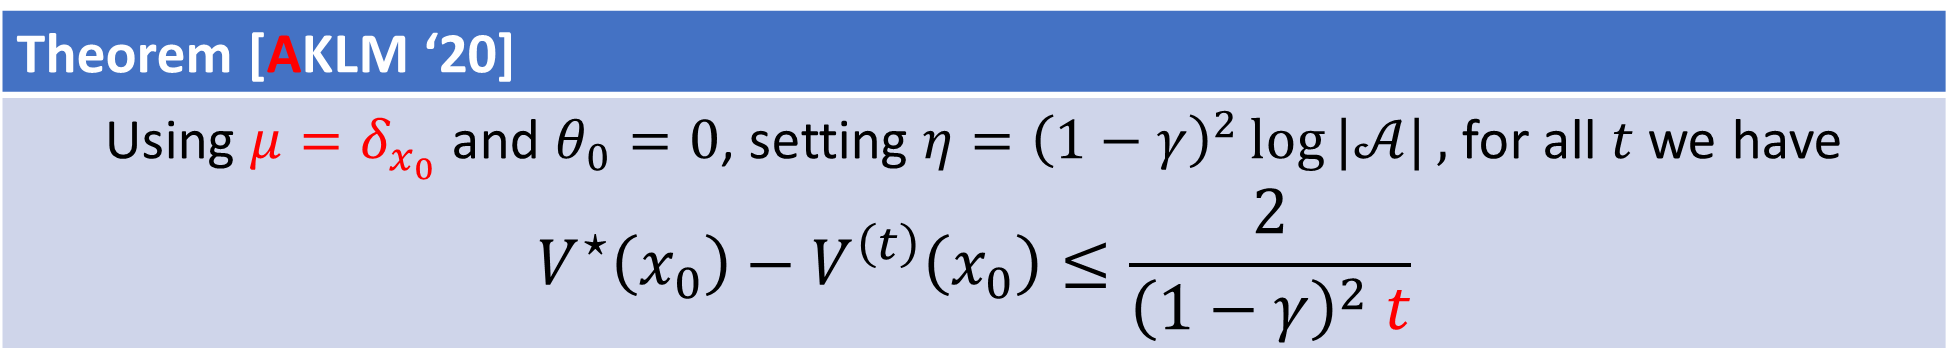 Theorem [AKLM ‘20]
Using μ = δ_{x_0} and θ_0 = 0, setting η = (1 − γ)^2 log |𝒜| , for all t we have
V^⋆(x_0) − V^{(t)}(x_0) ≤ \frac{2}{(1 − γ)^2 t}